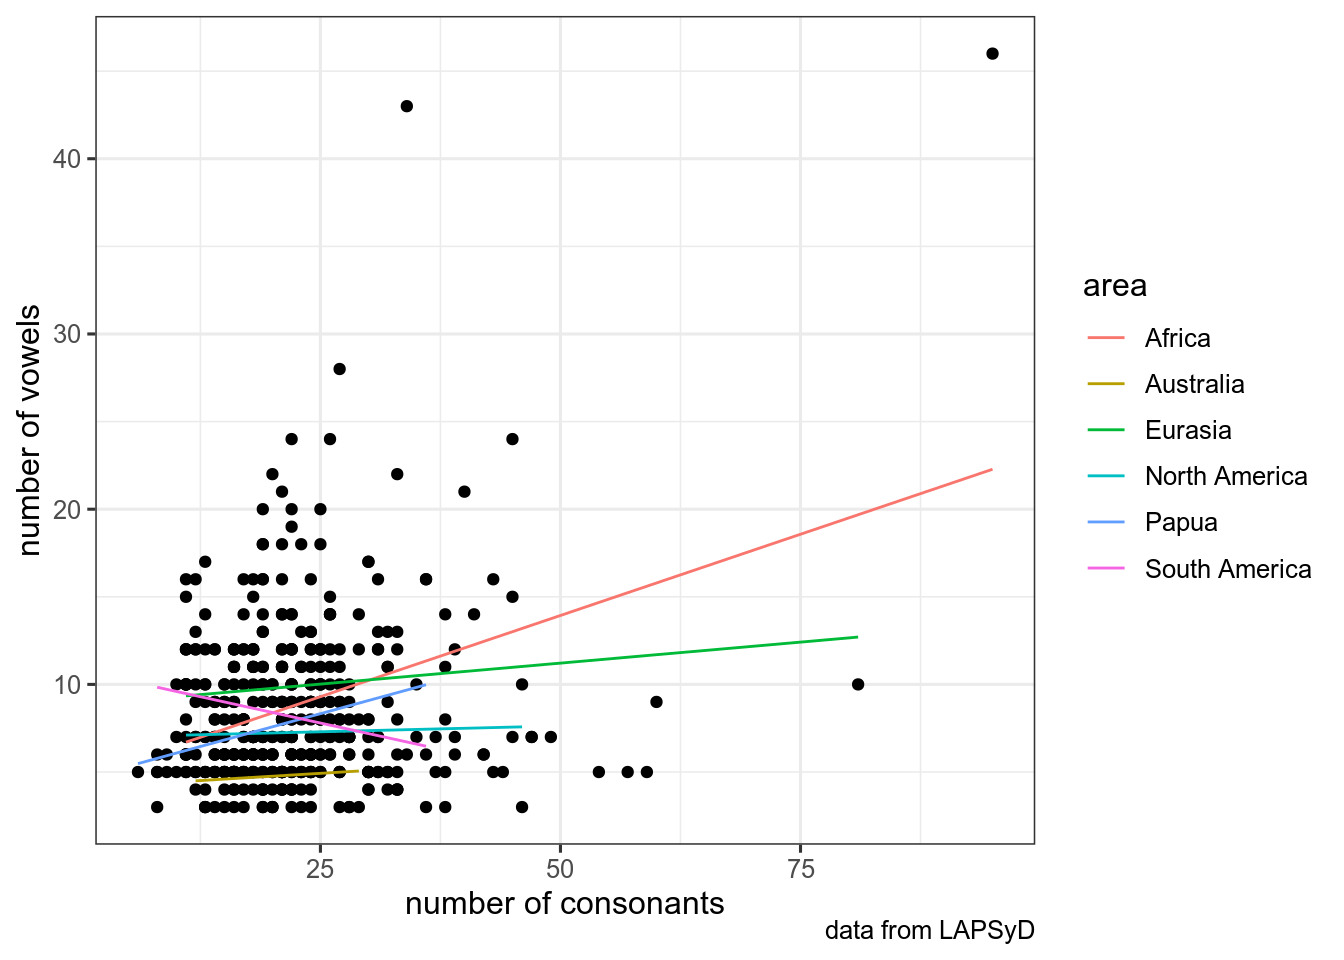 40
30
20
10
number of vowels
25
50
75
number of consonants
data from LAPSyD
area
Africa
Australia
Eurasia
North America
Papua
South America